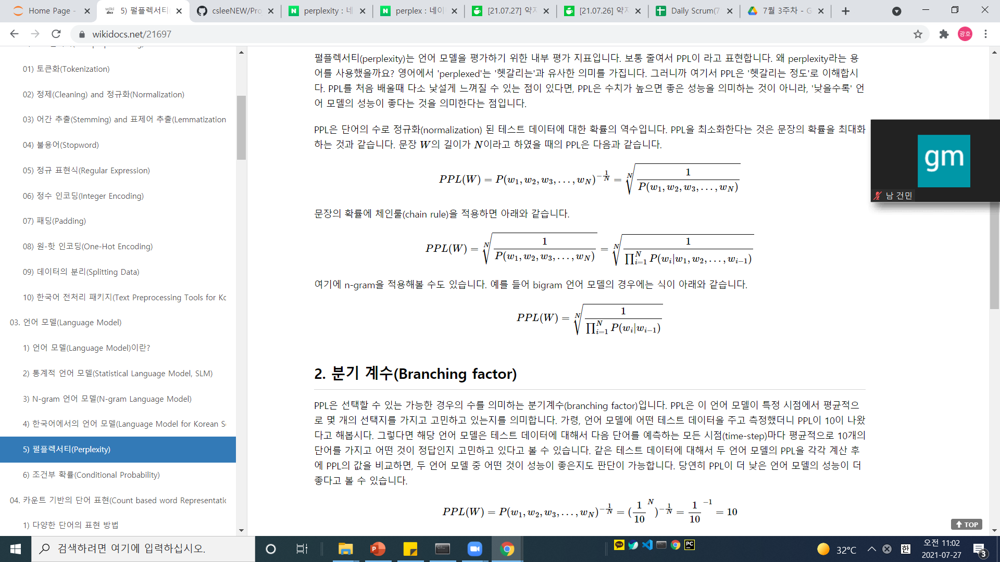 Home Page -
wiki docs
5) 펄플렉서티
csleeNEW/Pro
perplexity : 네
perplex : 네이
[21.07.27] 약
[21.07.26] 약
Daily Scrum(7
7월 3주차 - G
wikidocs.net/21697
광호
01) 토큰화(Tokenization)
02) 정제(Cleaning) and 정규화(Normalization)
03) 어간 추출(Stemming) and 표제어 추출(Lemmatization
04) 불용어(Stopword)
05) 정규 표현식(Regular Expression)
06) 정수 인코딩(Integer Encoding)
07) 패딩(Padding)
08) 원-핫 인코딩(One-Hot Encoding)
09) 데이터의 분리(Splitting Data)
10) 한국어 전처리 패키지(Text Preprocessing Tools for Ko
03. 언어 모델(Language Model)
1) 언어 모델(Language Model)이란?
2) 통계적 언어 모델(Statistical Language Model, SLM)
3) N-gram 언어 모델(N-gram Language Model)
4) 한국어에서의 언어 모델(Language Model for Korean Se
5) 펄플렉서티(Perplexity)
6) 조건부 확률(Conditional Probability)
04. 카운트 기반의 단어 표현(Count based word Representatio
1) 다양한 단어의 표현 방법
펄플렉서티(perplexity)는 언어 모델을 평가하기 위한 내부 평가 지표입니다. 보통 줄여서 PPL이 라고 표현합니다. 왜 perplexity라는 용
어를 사용했을까요? 영어에서 'perplexed'는 '헷갈리는'과 유사한 의미를 가집니다. 그러니까 여기서 PPL은 '헷갈리는 정도'로 이해합시
다. PPL를 처음 배울때 다소 낯설게 느껴질 수 있는 점이 있다면, PPL은 수치가 높으면 좋은 성능을 의미하는 것이 아니라, '낮을수록' 언
어 모델의 성능이 좋다는 것을 의미한다는 점입니다.
PPL은 단어의 수로 정규화(normalization) 된 테스트 데이터에 대한 확률의 역수입니다. PPL을 최소화한다는 것은 문장의 확률을 최대화
하는 것과 같습니다. 문장 W의 길이가 N이라고 하였을 때의 PPL은 다음과 같습니다.
PPL(W) = P(w₁, w₂, w₃, . . . , w_N)^(−1/N) = ᴺ√(1 / P(w₁, w₂, w₃, . . . , w_N))
문장의 확률에 체인룰(chain rule)을 적용하면 아래와 같습니다.
PPL(W) = ᴺ√(1 / P(w₁, w₂, w₃, . . . , w_N)) = ᴺ√(1 / ∏_{i=1}^{N} P(w_i|w₁, w₂, . . . , w_{i−1}))
여기에 n-gram을 적용해볼 수도 있습니다. 예를 들어 bigram 언어 모델의 경우에는 식이 아래와 같습니다.
PPL(W) = ᴺ√(1 / ∏_{i=1}^{N} P(w_i|w_{i−1}))
2. 분기 계수(Branching factor)
PPL은 선택할 수 있는 가능한 경우의 수를 의미하는 분기계수(branching factor)입니다. PPL은 이 언어 모델이 특정 시점에서 평균적으
로 몇 개의 선택지를 가지고 고민하고 있는지를 의미합니다. 가령, 언어 모델에 어떤 테스트 데이터을 주고 측정했더니 PPL이 10이 나왔
다고 해봅시다. 그렇다면 해당 언어 모델은 테스트 데이터에 대해서 다음 단어를 예측하는 모든 시점(time-step)마다 평균적으로 10개의
단어를 가지고 어떤 것이 정답인지 고민하고 있다고 볼 수 있습니다. 같은 테스트 데이터에 대해서 두 언어 모델의 PPL을 각각 계산 후
에 PPL의 값을 비교하면, 두 언어 모델 중 어떤 것이 성능이 좋은지도 판단이 가능합니다. 당연히 PPL이 더 낮은 언어 모델의 성능이 더
좋다고 볼 수 있습니다.
PPL(W) = P(w₁, w₂, w₃, . . . , w_N)^(−1/N) = (1/10^N)^(−1/N) = 1/10^(−1) = 10
gm
남 건민
TOP
검색하려면 여기에 입력하십시오.
TALK
PC
32°C
한
오전 11:02
2021-07-27
3